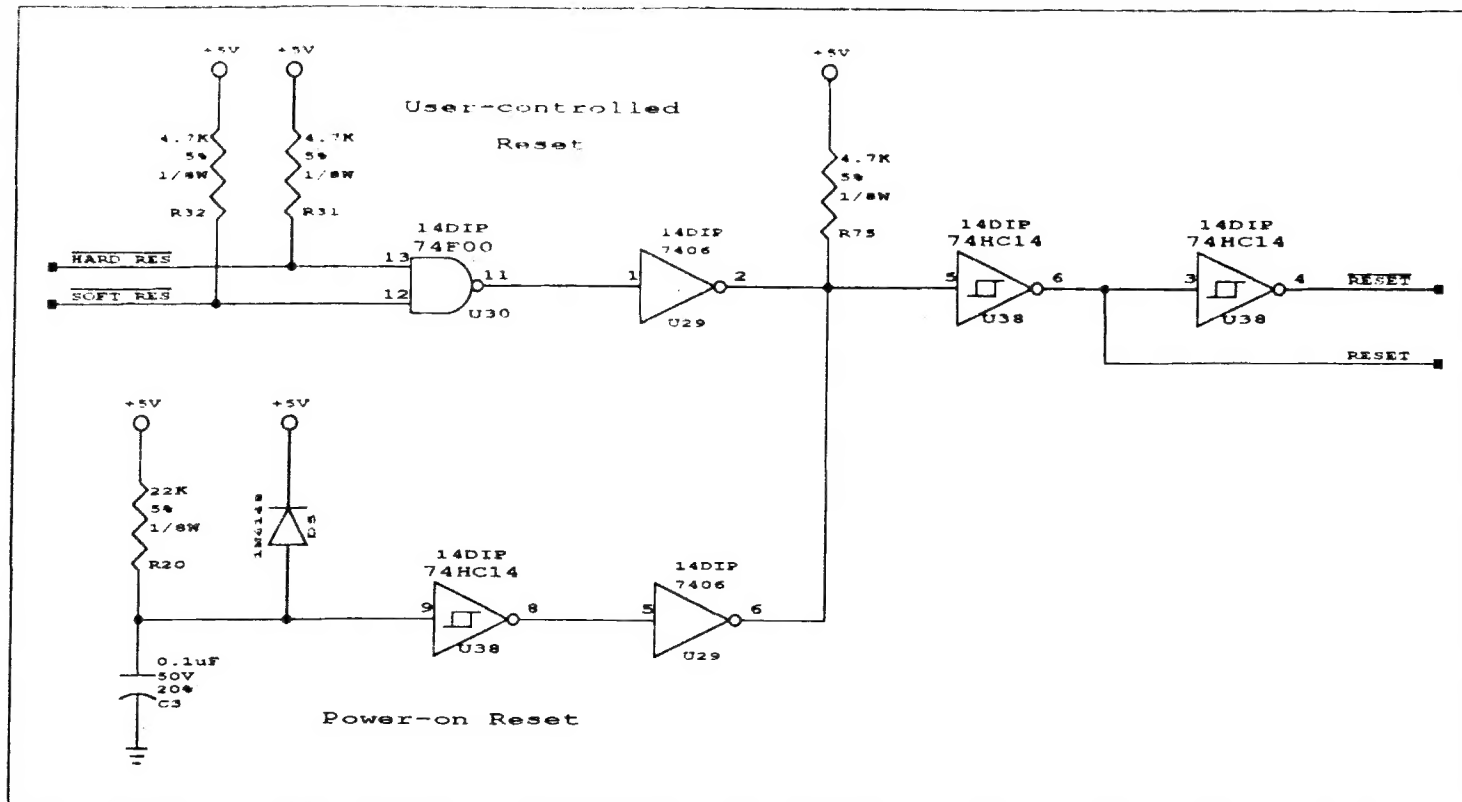 +5V +5V
+5V
User-controlled
Reset
4.7K
5%
1/8W
R32
4.7K
5%
1/8W
R31
4.7K
5%
1/8W
R75
HARD RES
SOFT RES
13
12
14DIP
74F00
11
U30
14DIP
7406
1
2
U29
14DIP
74HC14
5
6
U38
14DIP
74HC14
3
4
U38
RESET
RESET
+5V
+5V
22K
5%
1/8W
R20
1N4148
D5
14DIP
74HC14
9
8
U38
14DIP
7406
5
6
U29
0.1uF
50V
20%
C3
Power-on Reset